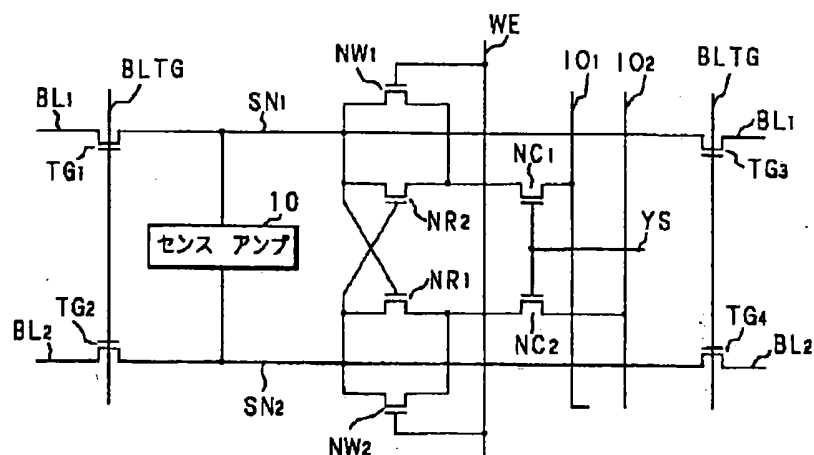 WE
NW1
IO1 IO2
BLTG
BLTG
BL1
SN1
BL1
TG1
NC1
TG3
10
センス アンプ
NR2
YS
NR1
TG2
TG4
BL2
NC2
BL2
SN2
NW2